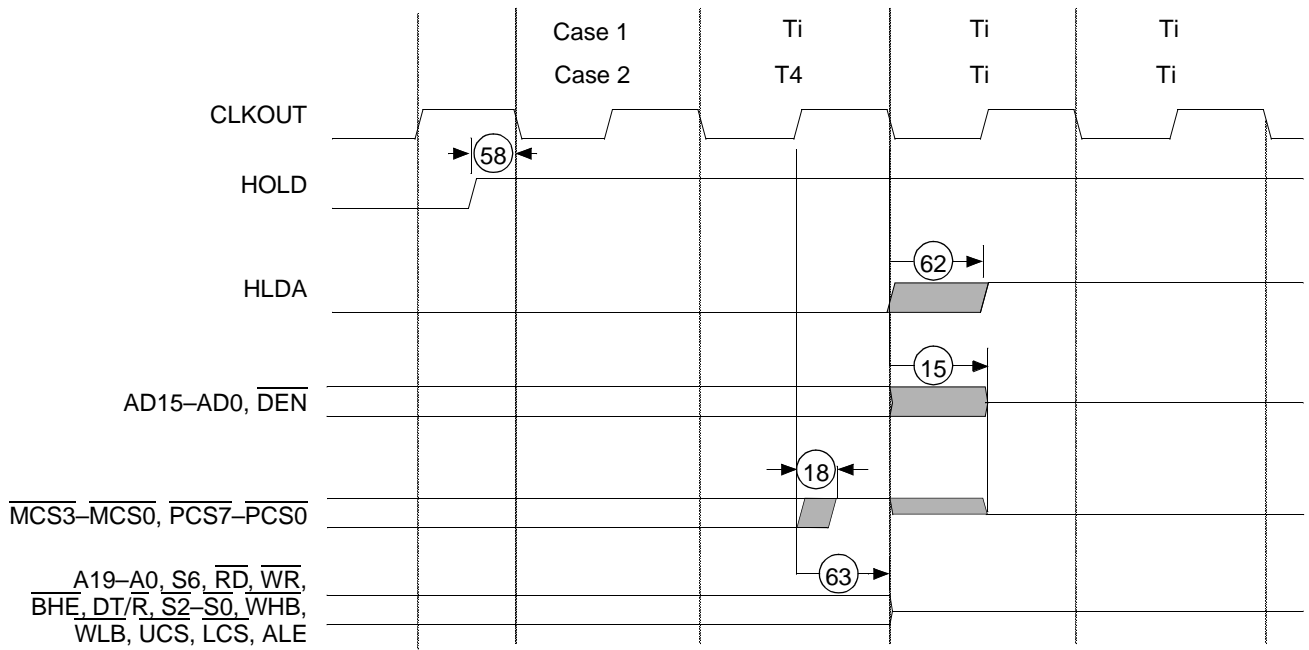 Case 1 Ti Ti Ti
Case 2 T4 Ti Ti
CLKOUT
58
HOLD
62
HLDA
15
AD15–AD0, DEN
18
MCS3–MCS0, PCS7–PCS0
63
A19–A0, S6, RD, WR,
BHE, DT/R, S2–S0, WHB,
WLB, UCS, LCS, ALE